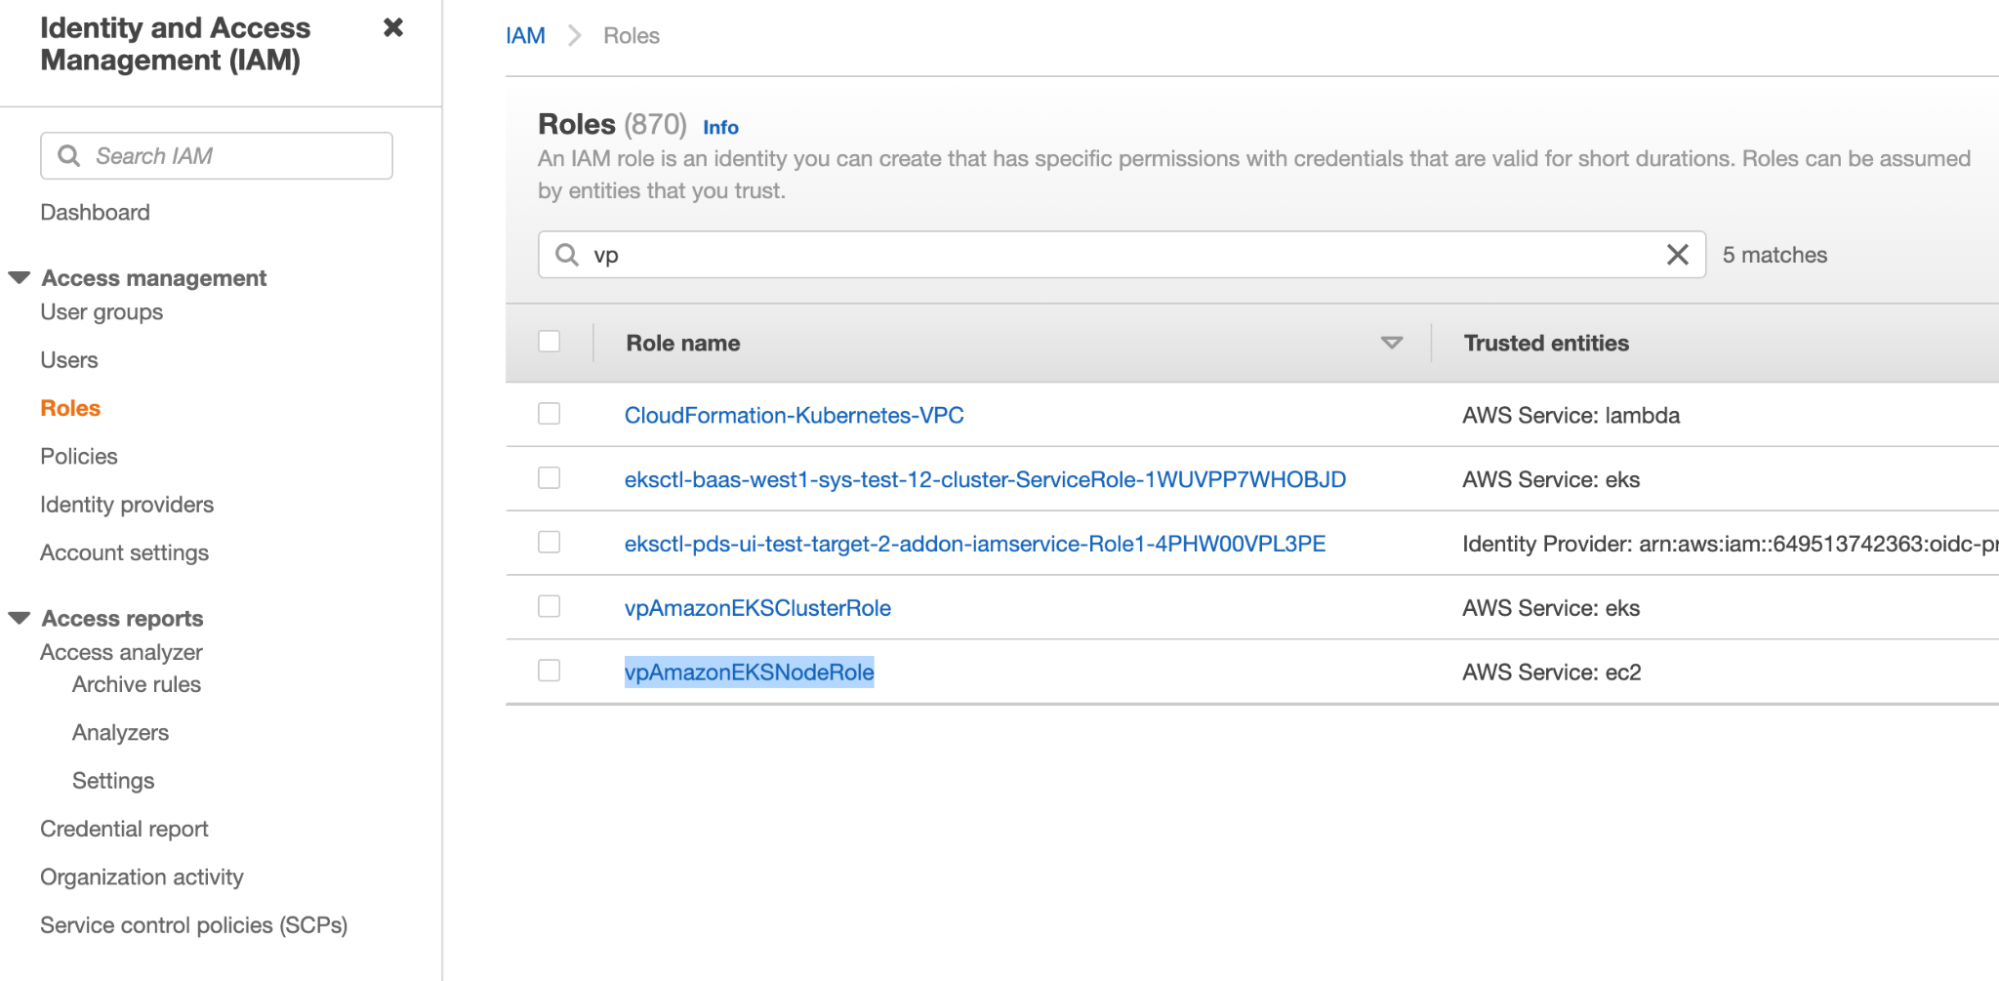 Identity and Access
Management (IAM)
Search IAM
Dashboard
Access management
User groups
Users
Roles
Policies
Identity providers
Account settings
Access reports
Access analyzer
Archive rules
Analyzers
Settings
Credential report
Organization activity
Service control policies (SCPs)
IAM > Roles
Roles (870) Info
An IAM role is an identity you can create that has specific permissions with credentials that are valid for short durations. Roles can be assumed
by entities that you trust.
vp 5 matches
Role name Trusted entities
CloudFormation-Kubernetes-VPC AWS Service: lambda
eksctl-baas-west1-sys-test-12-cluster-ServiceRole-1WUVPP7WHOBJD AWS Service: eks
eksctl-pds-ui-test-target-2-addon-iamservice-Role1-4PHW00VPL3PE Identity Provider: arn:aws:iam::649513742363:oidc-pr
vpAmazonEKSClusterRole AWS Service: eks
vpAmazonEKSNodeRole AWS Service: ec2